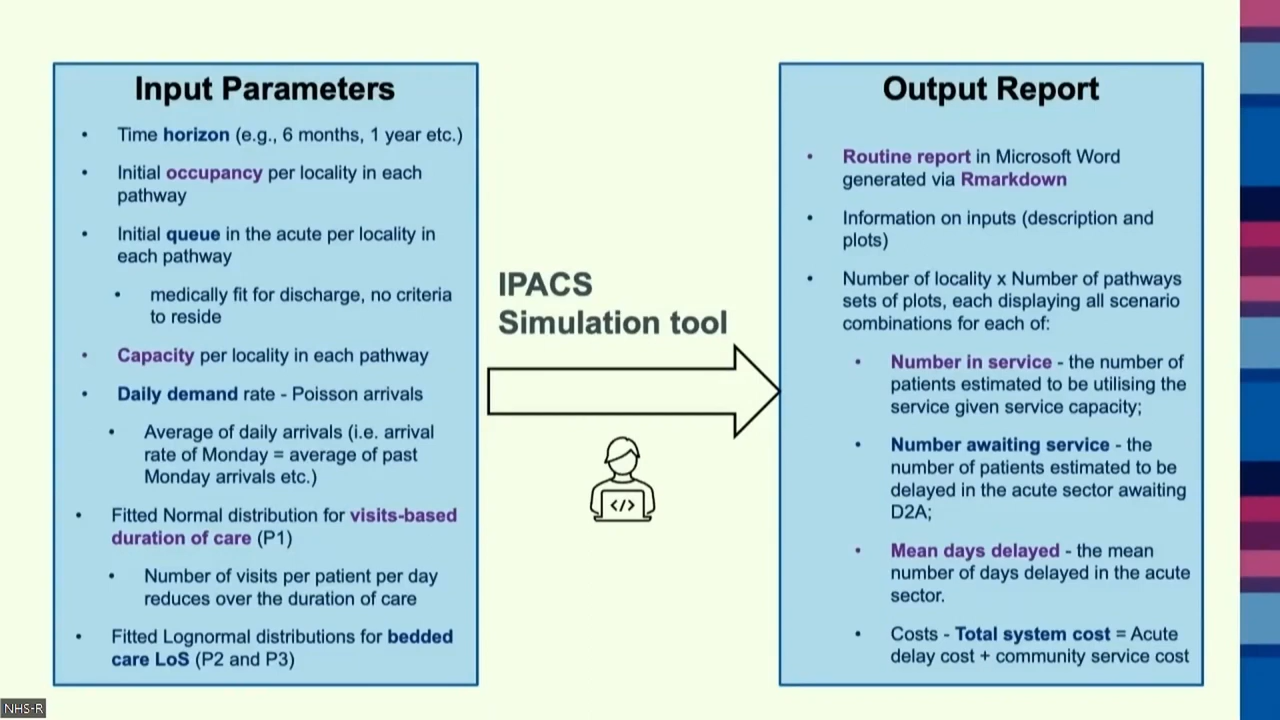 Input Parameters
• Time horizon (e.g., 6 months, 1 year etc.)
• Initial occupancy per locality in each
pathway
• Initial queue in the acute per locality in
each pathway
• medically fit for discharge, no criteria
to reside
• Capacity per locality in each pathway
• Daily demand rate - Poisson arrivals
• Average of daily arrivals (i.e. arrival
rate of Monday = average of past
Monday arrivals etc.)
• Fitted Normal distribution for visits-based
duration of care (P1)
• Number of visits per patient per day
reduces over the duration of care
• Fitted Lognormal distributions for bedded
care LoS (P2 and P3)
IPACS
Simulation tool
</>
Output Report
• Routine report in Microsoft Word
generated via Rmarkdown
• Information on inputs (description and
plots)
• Number of locality x Number of pathways
sets of plots, each displaying all scenario
combinations for each of:
• Number in service - the number of
patients estimated to be utilising the
service given service capacity;
• Number awaiting service - the
number of patients estimated to be
delayed in the acute sector awaiting
D2A;
• Mean days delayed - the mean
number of days delayed in the acute
sector.
• Costs - Total system cost = Acute
delay cost + community service cost
NHS-R